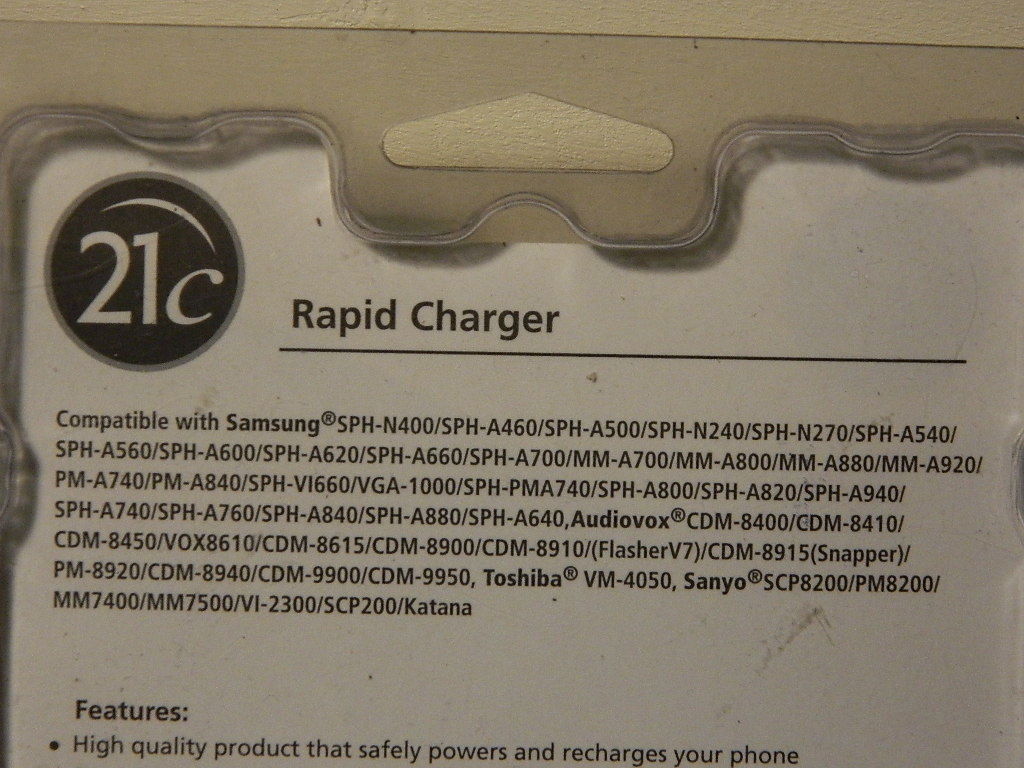 21c
Rapid Charger
Compatible with Samsung®SPH-N400/SPH-A460/SPH-A500/SPH-N240/SPH-N270/SPH-A540/
SPH-A560/SPH-A600/SPH-A620/SPH-A660/SPH-A700/MM-A700/MM-A800/MM-A880/MM-A920/
PM-A740/PM-A840/SPH-VI660/VGA-1000/SPH-PMA740/SPH-A800/SPH-A820/SPH-A940/
SPH-A740/SPH-A760/SPH-A840/SPH-A880/SPH-A640,Audiovox®CDM-8400/CDM-8410/
CDM-8450/VOX8610/CDM-8615/CDM-8900/CDM-8910/(FlasherV7)/CDM-8915(Snapper)/
PM-8920/CDM-8940/CDM-9900/CDM-9950, Toshiba® VM-4050, Sanyo®SCP8200/PM8200/
MM7400/MM7500/VI-2300/SCP200/Katana
Features:
• High quality product that safely powers and recharges your phone